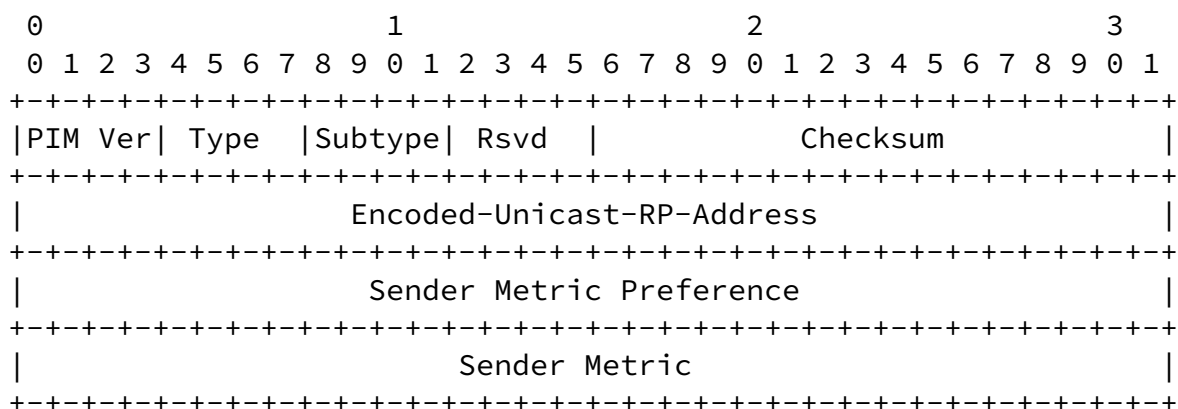 0                   1                   2                   3
 0 1 2 3 4 5 6 7 8 9 0 1 2 3 4 5 6 7 8 9 0 1 2 3 4 5 6 7 8 9 0 1
+-+-+-+-+-+-+-+-+-+-+-+-+-+-+-+-+-+-+-+-+-+-+-+-+-+-+-+-+-+-+-+-+
|PIM Ver| Type  |Subtype| Rsvd  |           Checksum            |
+-+-+-+-+-+-+-+-+-+-+-+-+-+-+-+-+-+-+-+-+-+-+-+-+-+-+-+-+-+-+-+-+
|                  Encoded-Unicast-RP-Address                   |
+-+-+-+-+-+-+-+-+-+-+-+-+-+-+-+-+-+-+-+-+-+-+-+-+-+-+-+-+-+-+-+-+
|                   Sender Metric Preference                    |
+-+-+-+-+-+-+-+-+-+-+-+-+-+-+-+-+-+-+-+-+-+-+-+-+-+-+-+-+-+-+-+-+
|                        Sender Metric                          |
+-+-+-+-+-+-+-+-+-+-+-+-+-+-+-+-+-+-+-+-+-+-+-+-+-+-+-+-+-+-+-+-+